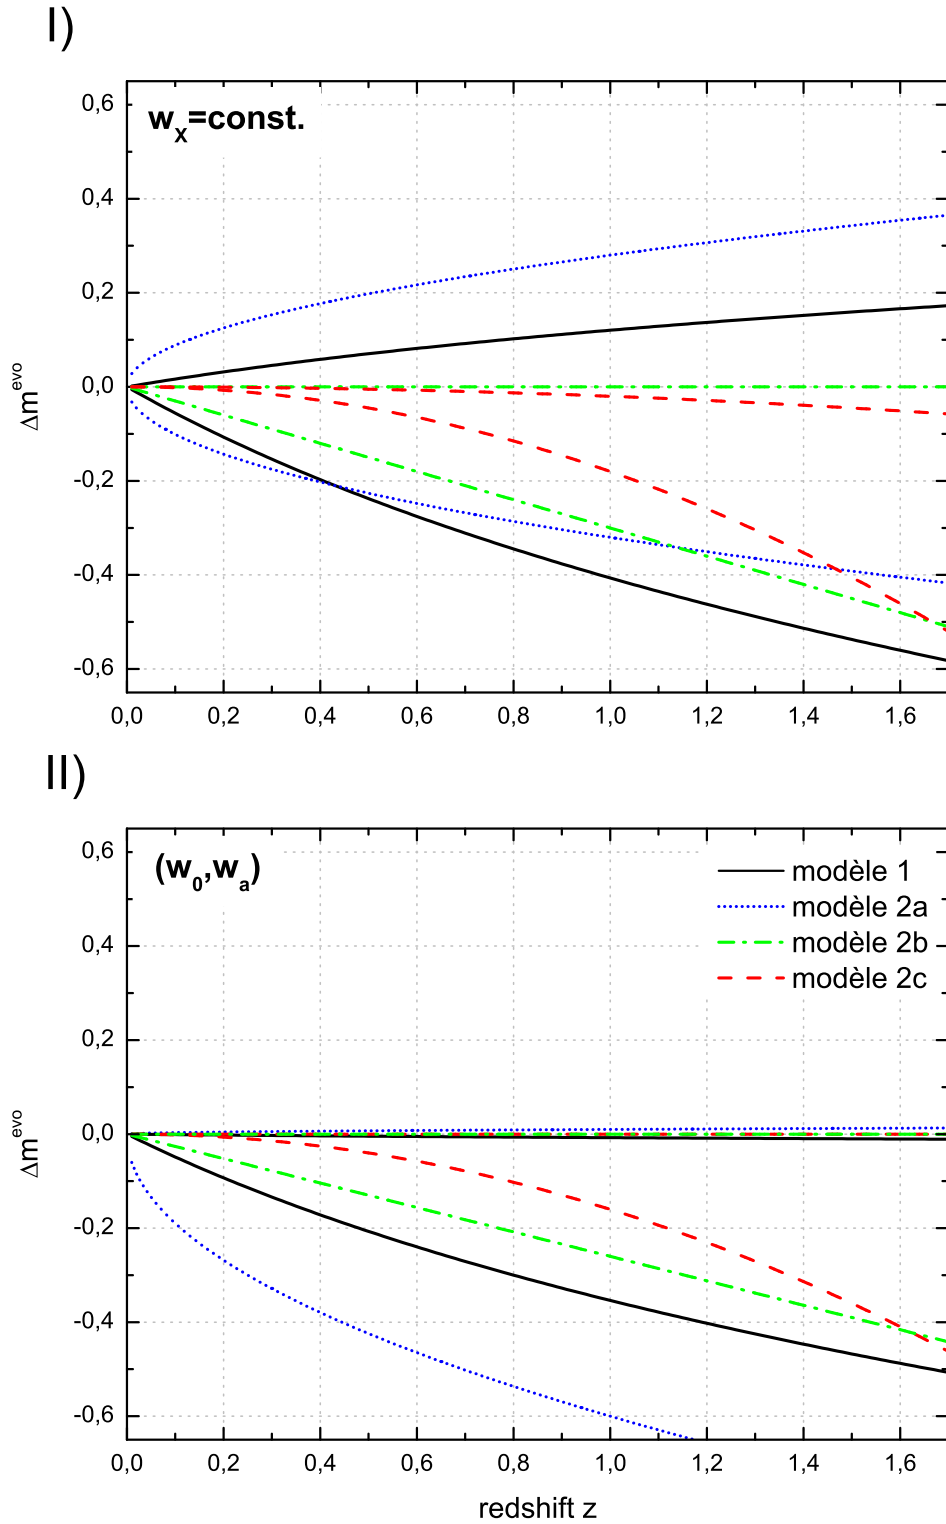 I)
w_X=const.
0,6
0,4
0,2
0,0
-0,2
-0,4
-0,6
Δm^evo
0,0 0,2 0,4 0,6 0,8 1,0 1,2 1,4 1,6
II)
(w_0,w_a)
modèle 1
modèle 2a
modèle 2b
modèle 2c
0,6
0,4
0,2
0,0
-0,2
-0,4
-0,6
Δm^evo
0,0 0,2 0,4 0,6 0,8 1,0 1,2 1,4 1,6
redshift z